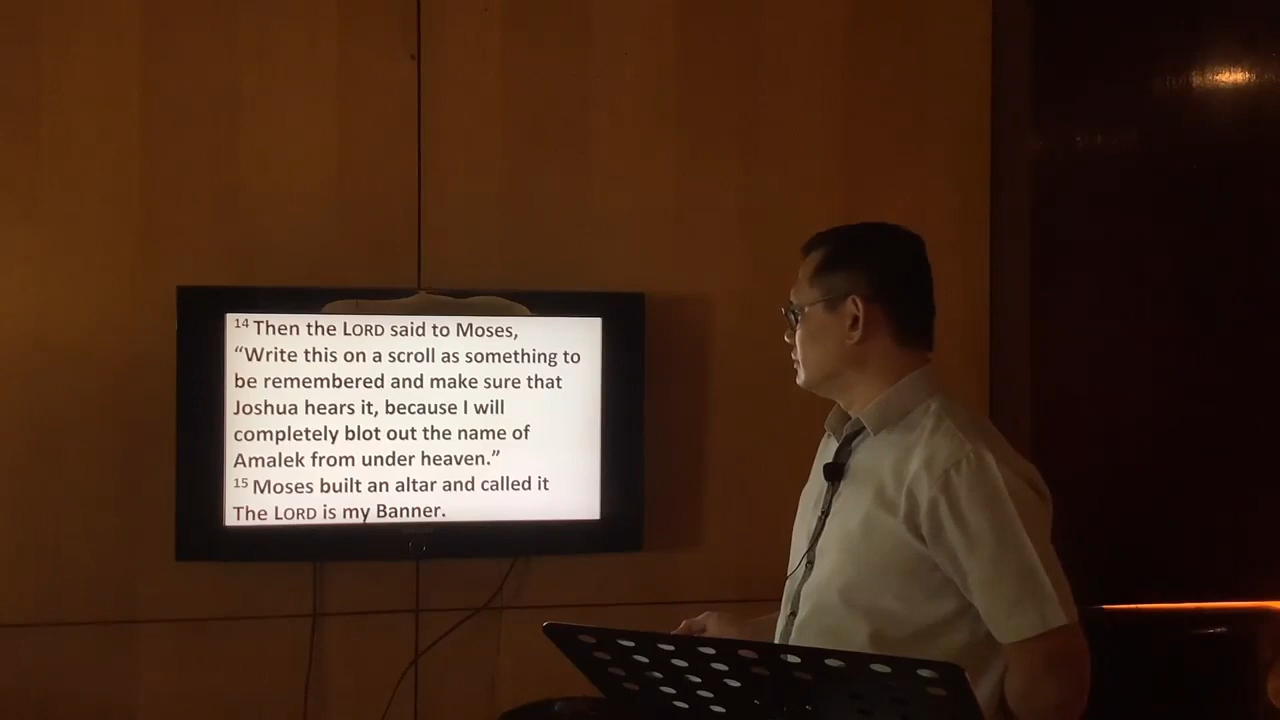 14 Then the LORD said to Moses,
“Write this on a scroll as something to
be remembered and make sure that
Joshua hears it, because I will
completely blot out the name of
Amalek from under heaven.”
15 Moses built an altar and called it
The LORD is my Banner.